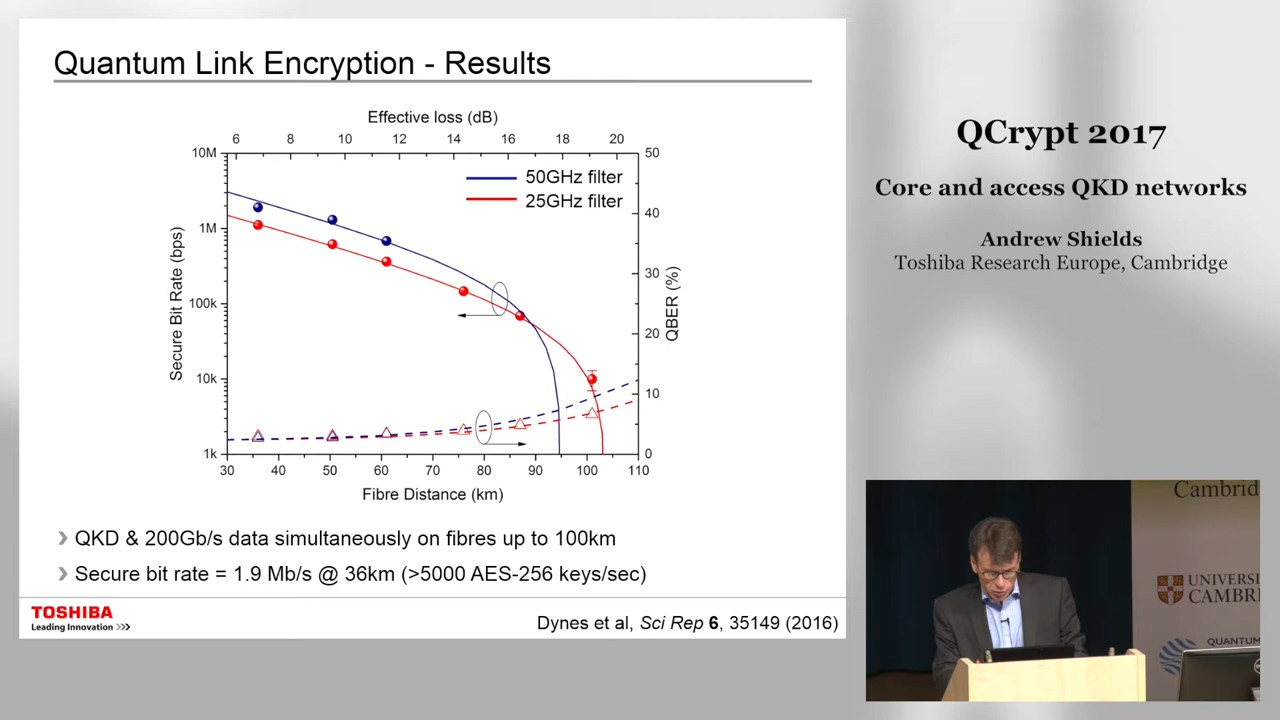 Quantum Link Encryption - Results
Effective loss (dB)
6 8 10 12 14 16 18 20
10M
1M
100k
10k
1k
Secure Bit Rate (bps)
50GHz filter
25GHz filter
50
40
30
20
10
0
QBER (%)
30 40 50 60 70 80 90 100 110
Fibre Distance (km)
› QKD & 200Gb/s data simultaneously on fibres up to 100km
› Secure bit rate = 1.9 Mb/s @ 36km (>5000 AES-256 keys/sec)
TOSHIBA
Leading Innovation >>>
Dynes et al, Sci Rep 6, 35149 (2016)
QCrypt 2017
Core and access QKD networks
Andrew Shields
Toshiba Research Europe, Cambridge
Cambrid
UNIVERSI
CAMBRI
QUANTUM